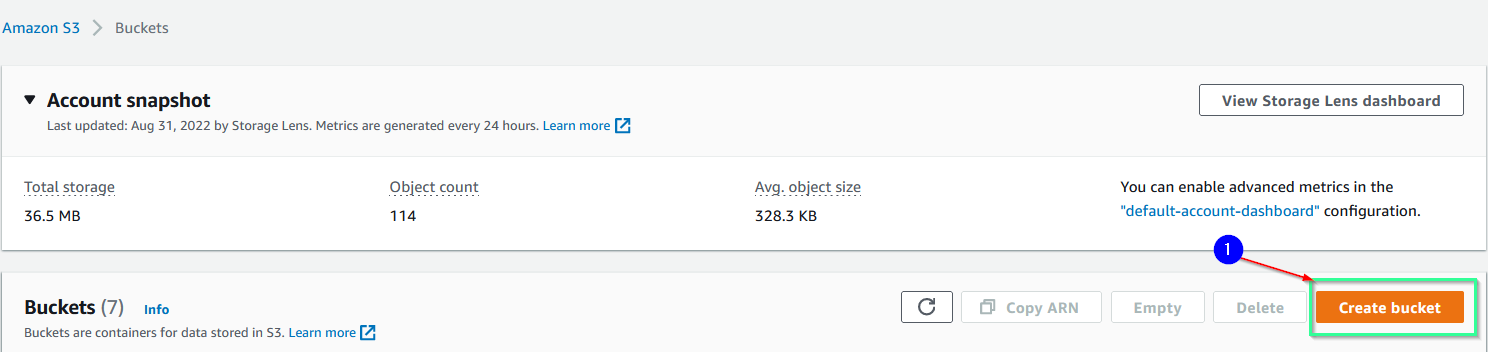 Amazon S3 > Buckets
Account snapshot
View Storage Lens dashboard
Last updated: Aug 31, 2022 by Storage Lens. Metrics are generated every 24 hours. Learn more
Total storage
Object count
Avg. object size
You can enable advanced metrics in the
36.5 MB
114
328.3 KB
"default-account-dashboard" configuration.
1
Buckets (7) Info
Copy ARN
Empty
Delete
Create bucket
Buckets are containers for data stored in S3. Learn more